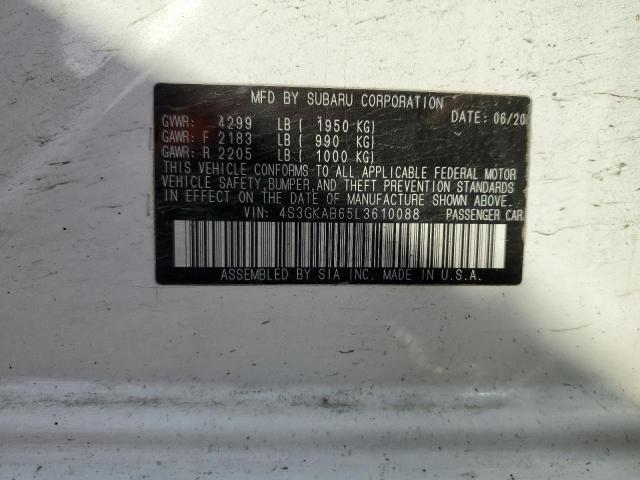 MFD BY SUBARU CORPORATION
DATE: 06/20
GVWR: 4299 LB ( 1950 KG)
GAWR: F 2183 LB ( 990 KG)
GAWR: R 2205 LB ( 1000 KG)
THIS VEHICLE CONFORMS TO ALL APPLICABLE FEDERAL MOTOR
VEHICLE SAFETY, BUMPER, AND THEFT PREVENTION STANDARDS
IN EFFECT ON THE DATE OF MANUFACTURE SHOWN ABOVE.
VIN: 4S3GKAB65L3610088 PASSENGER CAR
ASSEMBLED BY SIA INC. MADE IN U.S.A.